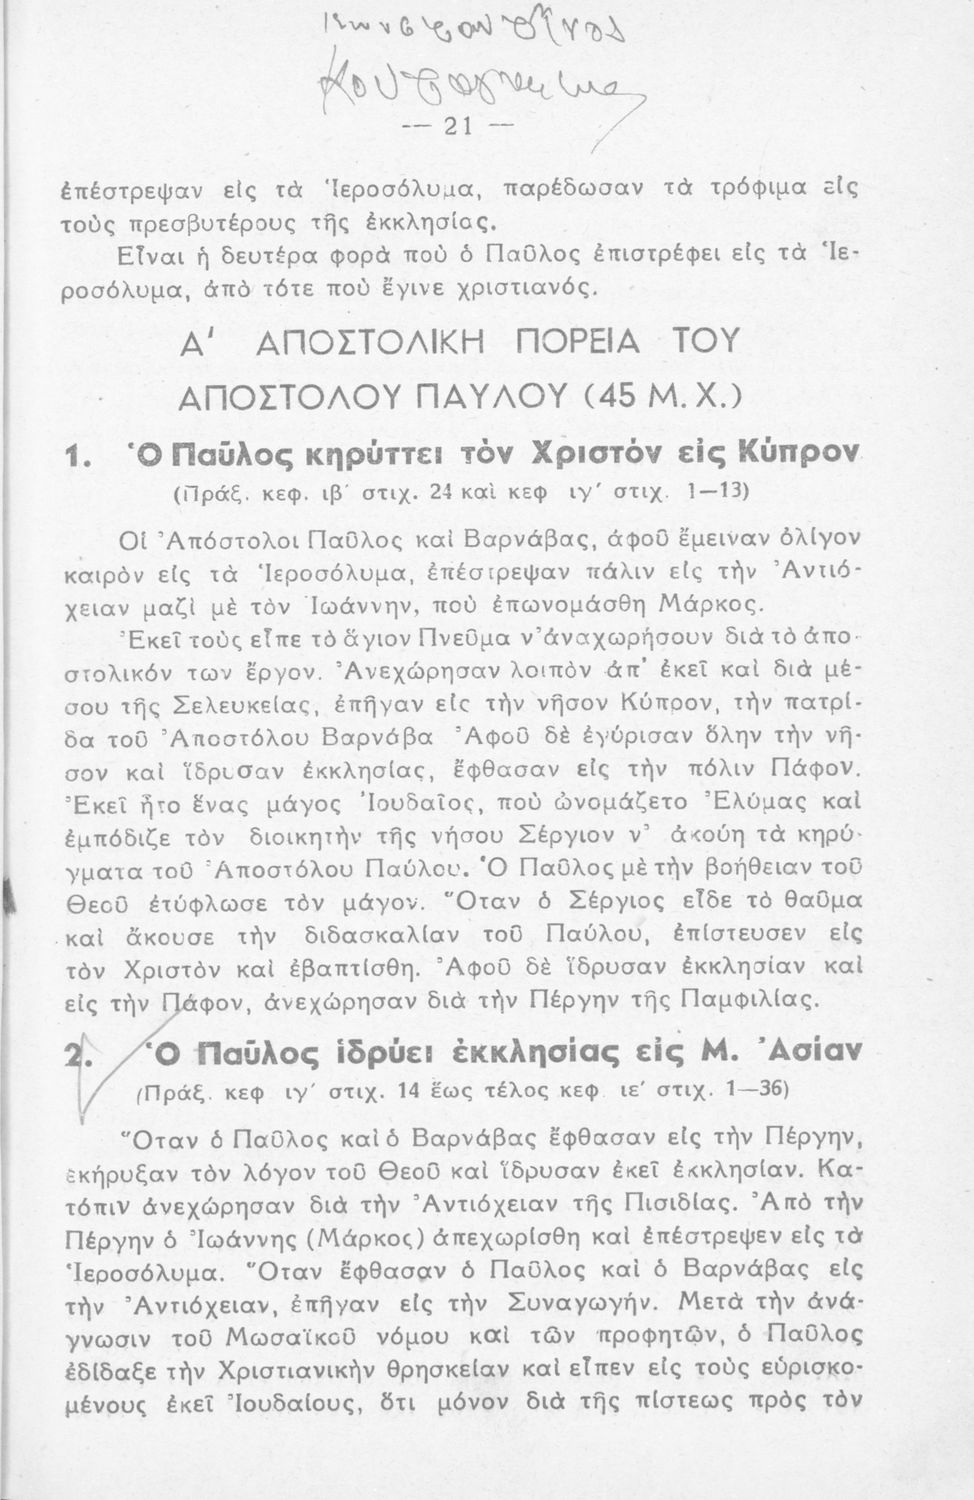 — 21 —
ἐπέστρεψαν εἰς τὰ Ἱεροσόλυμα, παρέδωσαν τὰ τρόφιμα εἰς
τοὺς πρεσβυτέρους τῆς ἐκκλησίας.
Εἶναι ἡ δευτέρα φορὰ ποὺ ὁ Παῦλος ἐπιστρέφει εἰς τὰ Ἱε-
ροσόλυμα, ἀπὸ τότε ποὺ ἔγινε χριστιανός.
Α' ΑΠΟΣΤΟΛΙΚΗ ΠΟΡΕΙΑ ΤΟΥ
ΑΠΟΣΤΟΛΟΥ ΠΑΥΛΟΥ (45 Μ. Χ.)
1. Ὁ Παῦλος κηρύττει τὸν Χριστόν εἰς Κύπρον
(Πράξ. κεφ. ιβ' στιχ. 24 καὶ κεφ ιγ' στιχ. 1—13)
Οἱ Ἀπόστολοι Παῦλος καὶ Βαρνάβας, ἀφοῦ ἔμειναν ὀλίγον
καιρὸν εἰς τὰ Ἱεροσόλυμα, ἐπέστρεψαν πάλιν εἰς τὴν Ἀντιό-
χειαν μαζὶ μὲ τὸν Ἰωάννην, ποὺ ἐπωνομάσθη Μάρκος.
Ἐκεῖ τοὺς εἶπε τὸ ἅγιον Πνεῦμα ν' ἀναχωρήσουν διὰ τὸ ἀπο-
στολικόν των ἔργον. Ἀνεχώρησαν λοιπὸν ἀπ' ἐκεῖ καὶ διὰ μέ-
σου τῆς Σελευκείας, ἐπῆγαν εἰς τὴν νῆσον Κύπρον, τὴν πατρί-
δα τοῦ Ἀποστόλου Βαρνάβα Ἀφοῦ δὲ ἐγύρισαν ὅλην τὴν νῆ-
σον καὶ ἵδρυσαν ἐκκλησίας, ἔφθασαν εἰς τὴν πόλιν Πάφον.
Ἐκεῖ ἦτο ἕνας μάγος Ἰουδαῖος, ποὺ ὠνομάζετο Ἐλύμας καὶ
ἐμπόδιζε τὸν διοικητὴν τῆς νήσου Σέργιον ν' ἀκούῃ τὰ κηρύ-
γματα τοῦ Ἀποστόλου Παύλου. Ὁ Παῦλος μὲ τὴν βοήθειαν τοῦ
Θεοῦ ἐτύφλωσε τὸν μάγον. Ὅταν ὁ Σέργιος εἶδε τὸ θαῦμα
καὶ ἄκουσε τὴν διδασκαλίαν τοῦ Παύλου, ἐπίστευσεν εἰς
τὸν Χριστὸν καὶ ἐβαπτίσθη. Ἀφοῦ δὲ ἵδρυσαν ἐκκλησίαν καὶ
εἰς τὴν Πάφον, ἀνεχώρησαν διὰ τὴν Πέργην τῆς Παμφιλίας.
2. Ὁ Παῦλος ἱδρύει ἐκκλησίας εἰς Μ. Ἀσίαν
(Πράξ. κεφ ιγ' στιχ. 14 ἕως τέλος κεφ ιε' στιχ. 1—36)
Ὅταν ὁ Παῦλος καὶ ὁ Βαρνάβας ἔφθασαν εἰς τὴν Πέργην,
ἐκήρυξαν τὸν λόγον τοῦ Θεοῦ καὶ ἵδρυσαν ἐκεῖ ἐκκλησίαν. Κα-
τόπιν ἀνεχώρησαν διὰ τὴν Ἀντιόχειαν τῆς Πισιδίας. Ἀπὸ τὴν
Πέργην ὁ Ἰωάννης (Μάρκος) ἀπεχωρίσθη καὶ ἐπέστρεψεν εἰς τὰ
Ἱεροσόλυμα. Ὅταν ἔφθασαν ὁ Παῦλος καὶ ὁ Βαρνάβας εἰς
τὴν Ἀντιόχειαν, ἐπῆγαν εἰς τὴν Συναγωγήν. Μετὰ τὴν ἀνά-
γνωσιν τοῦ Μωσαϊκοῦ νόμου καὶ τῶν προφητῶν, ὁ Παῦλος
ἐδίδαξε τὴν Χριστιανικὴν θρησκείαν καὶ εἶπεν εἰς τοὺς εὑρισκο-
μένους ἐκεῖ Ἰουδαίους, ὅτι μόνον διὰ τῆς πίστεως πρὸς τὸν